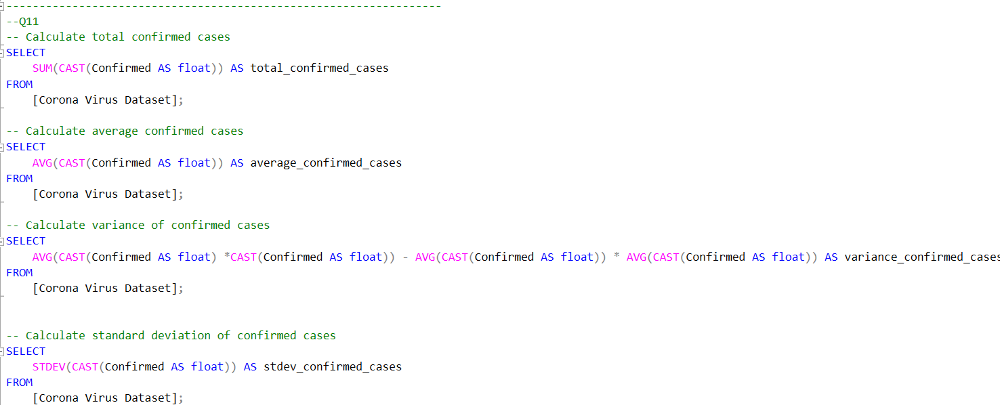 ------------------------------------------------------------------
--Q11
-- Calculate total confirmed cases
SELECT
    SUM(CAST(Confirmed AS float)) AS total_confirmed_cases
FROM
    [Corona Virus Dataset];
-- Calculate average confirmed cases
SELECT
    AVG(CAST(Confirmed AS float)) AS average_confirmed_cases
FROM
    [Corona Virus Dataset];
-- Calculate variance of confirmed cases
SELECT
    AVG(CAST(Confirmed AS float) *CAST(Confirmed AS float)) - AVG(CAST(Confirmed AS float)) * AVG(CAST(Confirmed AS float)) AS variance_confirmed_cases
FROM
    [Corona Virus Dataset];
-- Calculate standard deviation of confirmed cases
SELECT
    STDEV(CAST(Confirmed AS float)) AS stdev_confirmed_cases
FROM
    [Corona Virus Dataset];